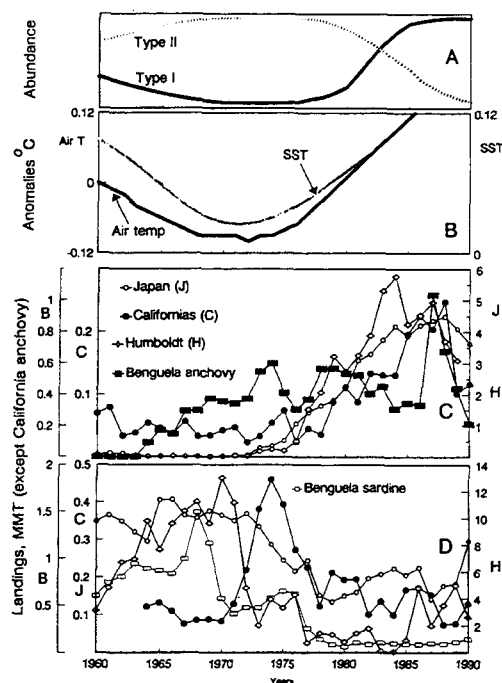 Abundance
Type II
Type I
A
0.12
Air T
0
-0.12
Anomalies °C
SST
Air temp
B
0.12
SST
0
Landings, MMT (except California anchovy)
B
1
0.8
0.6
0.4
0.2
C
0.2
0.1
Japan (J)
Californias (C)
Humboldt (H)
Benguela anchovy
C
6
5
4
3
2
1
J
H
2
1.5
1
0.5
B
0.5
0.4
0.3
0.2
0.1
C
J
Benguela sardine
D
14
12
10
8
6
4
2
H
1960 1965 1970 1975 1980 1985 1990
Years